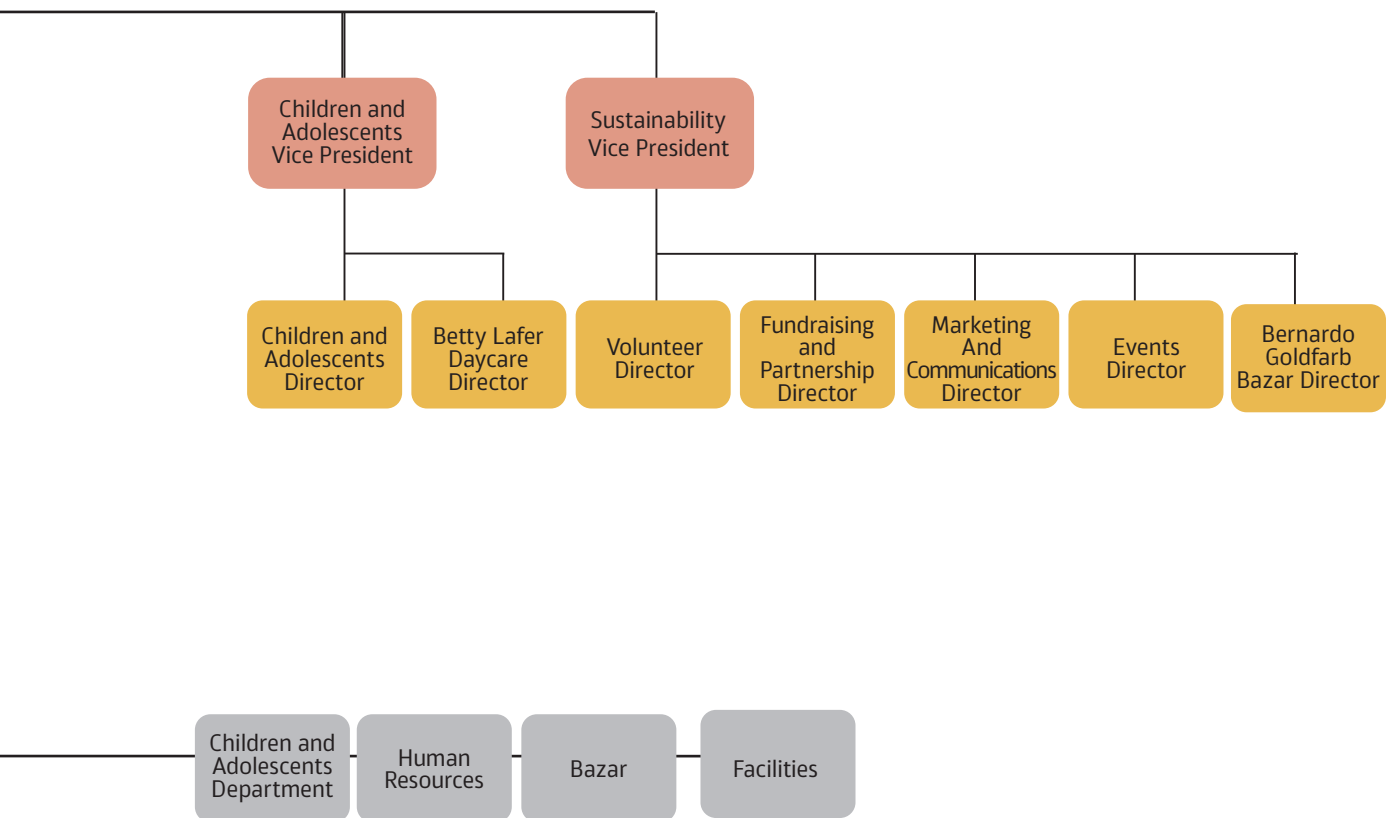 Children and
Adolescents
Vice President
Sustainability
Vice President
Children and
Adolescents
Director
Betty Lafer
Daycare
Director
Volunteer
Director
Fundraising
and
Partnership
Director
Marketing
And
Communications
Director
Events
Director
Bernardo
Goldfarb
Bazar Director
Children and
Adolescents
Department
Human
Resources
Bazar
Facilities